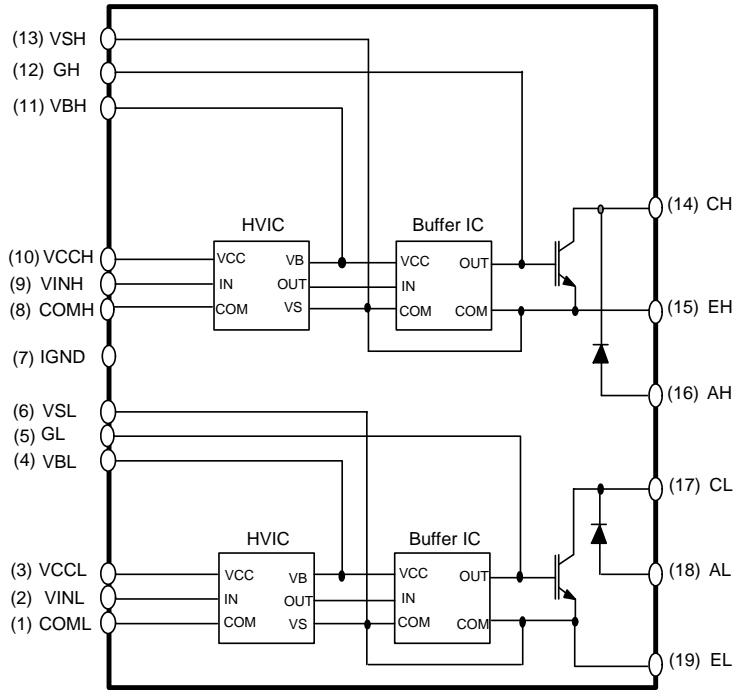 (13) VSH
(12) GH
(11) VBH
(14) CH
HVIC
Buffer IC
(10) VCCH
VCC
VB
VCC
OUT
(9) VINH
IN
OUT
IN
(8) COMH
COM
VS
COM
COM
(15) EH
(7) IGND
(16) AH
(6) VSL
(5) GL
(4) VBL
(17) CL
HVIC
Buffer IC
(3) VCCL
VCC
VB
VCC
OUT
(18) AL
(2) VINL
IN
OUT
IN
(1) COML
COM
VS
COM
COM
(19) EL